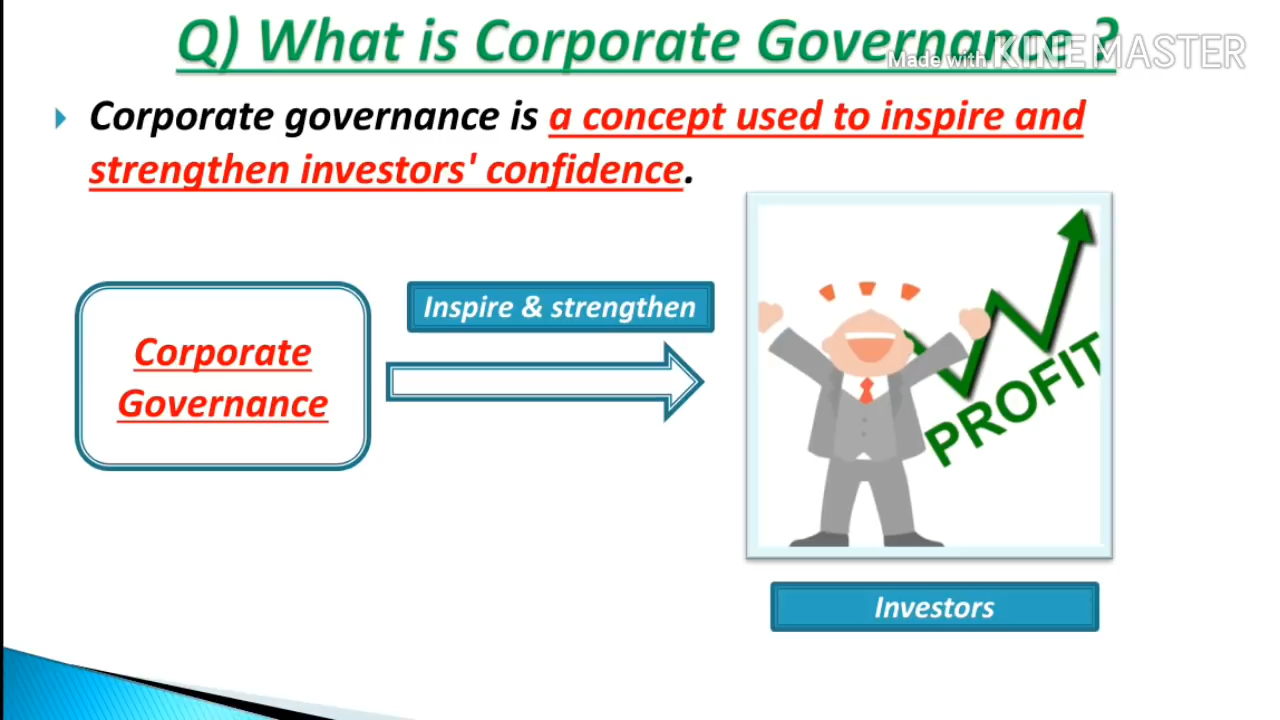 Q) What is Corporate Governance ?
Made with KINEMASTER
Corporate governance is a concept used to inspire and
strengthen investors' confidence.
Inspire & strengthen
Corporate
Governance
PROFIT
Investors